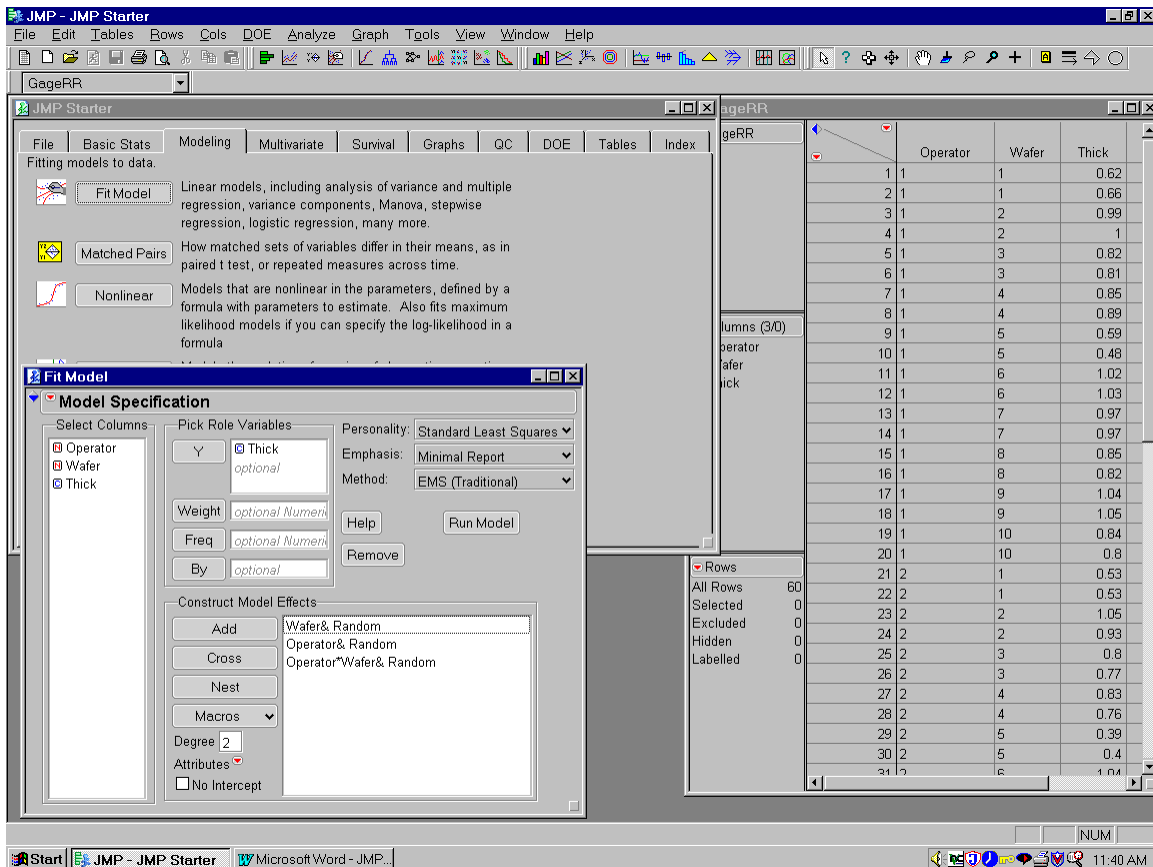 JMP - JMP Starter
File Edit Tables Rows Cols DOE Analyze Graph Tools View Window Help
GageRR
JMP Starter
File Basic Stats Modeling Multivariate Survival Graphs QC DOE Tables Index
Fitting models to data.
Fit Model
Linear models, including analysis of variance and multiple
regression, variance components, Manova, stepwise
regression, logistic regression, many more.
Matched Pairs
How matched sets of variables differ in their means, as in
paired t test, or repeated measures across time.
Nonlinear
Models that are nonlinear in the parameters, defined by a
formula with parameters to estimate. Also fits maximum
likelihood models if you can specify the log-likelihood in a
formula
Fit Model
Model Specification
Select Columns
Operator
Wafer
Thick
Pick Role Variables
Y
Thick
optional
Weight optional Numeri
Freq optional Numeri
By optional
Personality: Standard Least Squares
Emphasis: Minimal Report
Method: EMS (Traditional)
Help Run Model
Remove
Construct Model Effects
Add
Cross
Nest
Macros
Degree 2
Attributes
No Intercept
Wafer& Random
Operator& Random
Operator*Wafer& Random
ageRR
geRR
lumns (3/0)
perator
afer
ick
Rows
All Rows 60
Selected 0
Excluded 0
Hidden 0
Labelled 0
Operator Wafer Thick
1 1 1 0.62
2 1 1 0.66
3 1 2 0.99
4 1 2 1
5 1 3 0.82
6 1 3 0.81
7 1 4 0.85
8 1 4 0.89
9 1 5 0.59
10 1 5 0.48
11 1 6 1.02
12 1 6 1.03
13 1 7 0.97
14 1 7 0.97
15 1 8 0.85
16 1 8 0.82
17 1 9 1.04
18 1 9 1.05
19 1 10 0.84
20 1 10 0.8
21 2 1 0.53
22 2 1 0.53
23 2 2 1.05
24 2 2 0.93
25 2 3 0.8
26 2 3 0.77
27 2 4 0.83
28 2 4 0.76
29 2 5 0.39
30 2 5 0.4
31 2 6 1.04
NUM
Start JMP - JMP Starter Microsoft Word - JMP... 11:40 AM